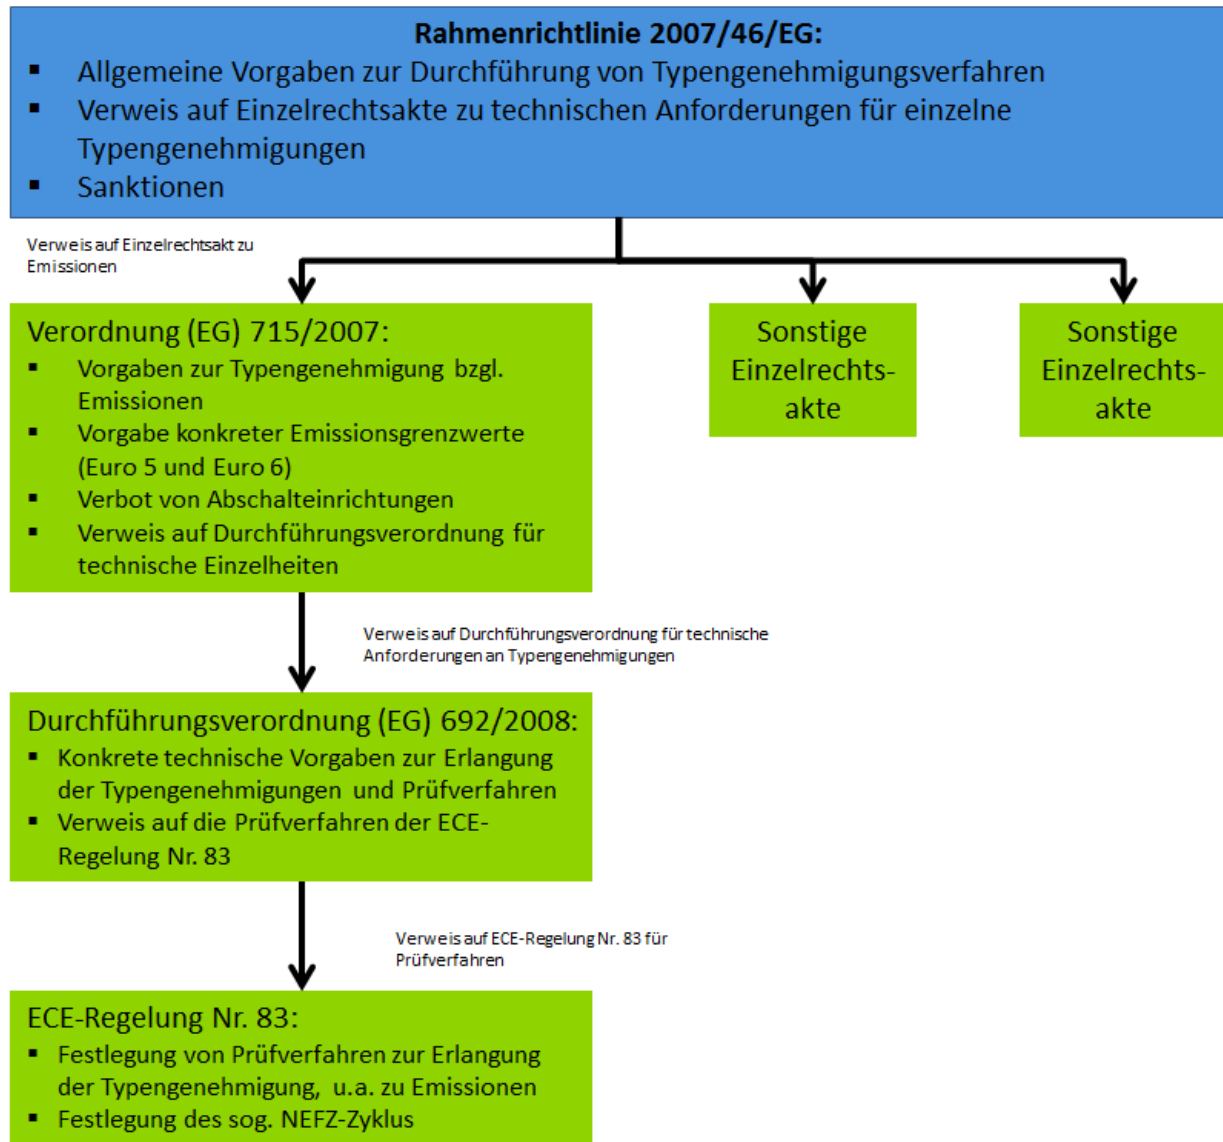 Rahmenrichtlinie 2007/46/EG:
▪ Allgemeine Vorgaben zur Durchführung von Typengenehmigungsverfahren
▪ Verweis auf Einzelrechtsakte zu technischen Anforderungen für einzelne
Typengenehmigungen
▪ Sanktionen
Verweis auf Einzelrechtsakt zu
Emissionen
Verordnung (EG) 715/2007:
▪ Vorgaben zur Typengenehmigung bzgl.
Emissionen
▪ Vorgabe konkreter Emissionsgrenzwerte
(Euro 5 und Euro 6)
▪ Verbot von Abschalteinrichtungen
▪ Verweis auf Durchführungsverordnung für
technische Einzelheiten
Sonstige
Einzelrechts-
akte
Sonstige
Einzelrechts-
akte
Verweis auf Durchführungsverordnung für technische
Anforderungen an Typengenehmigungen
Durchführungsverordnung (EG) 692/2008:
▪ Konkrete technische Vorgaben zur Erlangung
der Typengenehmigungen und Prüfverfahren
▪ Verweis auf die Prüfverfahren der ECE-
Regelung Nr. 83
Verweis auf ECE-Regelung Nr. 83 für
Prüfverfahren
ECE-Regelung Nr. 83:
▪ Festlegung von Prüfverfahren zur Erlangung
der Typengenehmigung, u.a. zu Emissionen
▪ Festlegung des sog. NEFZ-Zyklus